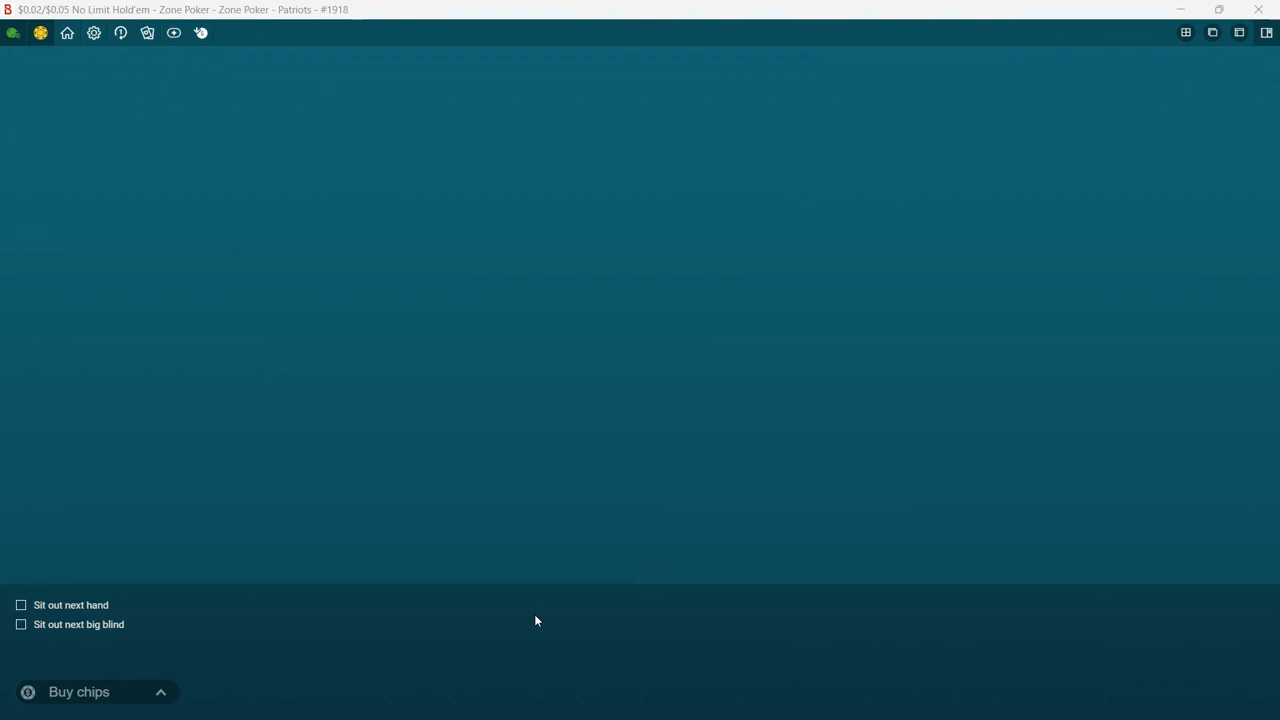 $0.02/$0.05 No Limit Hold'em - Zone Poker - Zone Poker - Patriots - #1918
Sit out next hand
Sit out next big blind
Buy chips